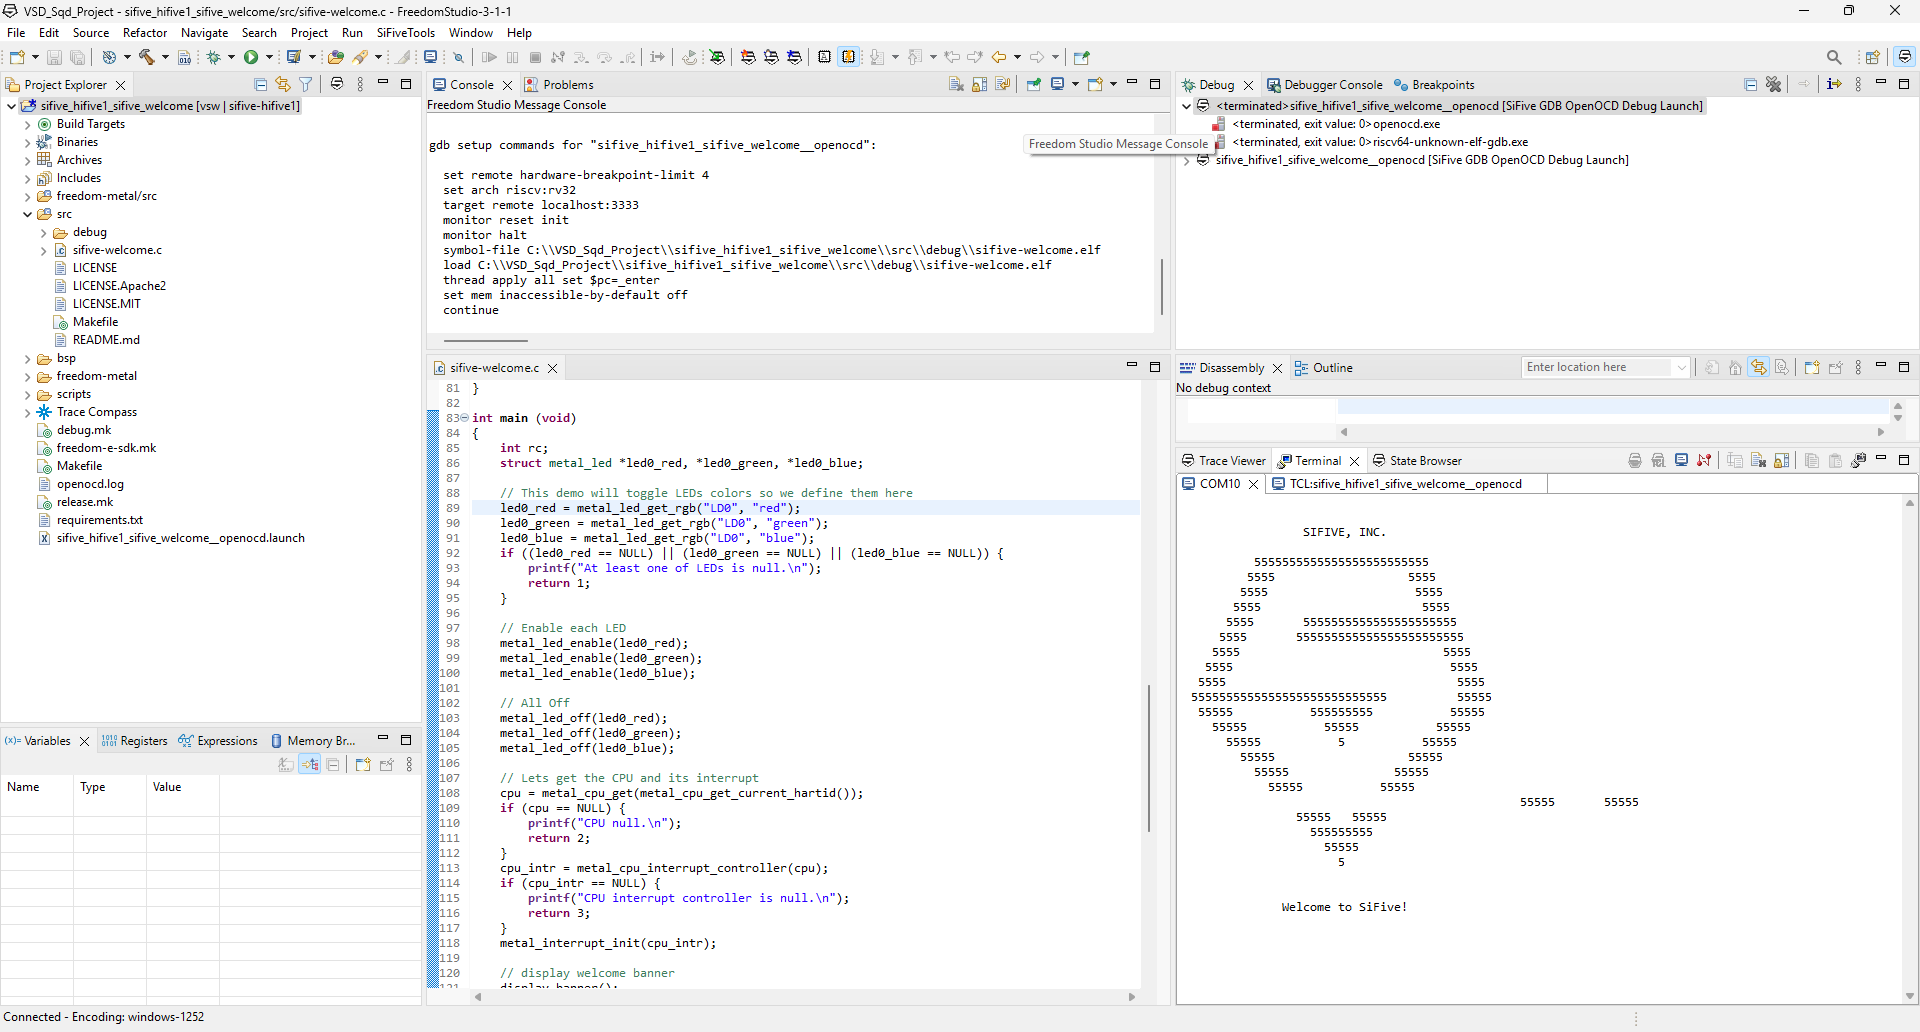 VSD_Sqd_Project - sifive_hifive1_sifive_welcome/src/sifive-welcome.c - FreedomStudio-3-1-1
File Edit Source Refactor Navigate Search Project Run SiFiveTools Window Help
Project Explorer
sifive_hifive1_sifive_welcome [vsw | sifive-hifive1]
Build Targets
Binaries
Archives
Includes
freedom-metal/src
src
debug
sifive-welcome.c
LICENSE
LICENSE.Apache2
LICENSE.MIT
Makefile
README.md
bsp
freedom-metal
scripts
Trace Compass
debug.mk
freedom-e-sdk.mk
Makefile
openocd.log
release.mk
requirements.txt
sifive_hifive1_sifive_welcome__openocd.launch
Variables Registers Expressions Memory Br...
Name Type Value
Console Problems
Freedom Studio Message Console
gdb setup commands for "sifive_hifive1_sifive_welcome__openocd":
set remote hardware-breakpoint-limit 4
set arch riscv:rv32
target remote localhost:3333
monitor reset init
monitor halt
symbol-file C:\\VSD_Sqd_Project\\sifive_hifive1_sifive_welcome\\src\\debug\\sifive-welcome.elf
load C:\\VSD_Sqd_Project\\sifive_hifive1_sifive_welcome\\src\\debug\\sifive-welcome.elf
thread apply all set $pc=_enter
set mem inaccessible-by-default off
continue
Freedom Studio Message Console
sifive-welcome.c
81 }
82
83 int main (void)
84 {
85 int rc;
86 struct metal_led *led0_red, *led0_green, *led0_blue;
87
88 // This demo will toggle LEDs colors so we define them here
89 led0_red = metal_led_get_rgb("LD0", "red");
90 led0_green = metal_led_get_rgb("LD0", "green");
91 led0_blue = metal_led_get_rgb("LD0", "blue");
92 if ((led0_red == NULL) || (led0_green == NULL) || (led0_blue == NULL)) {
93 printf("At least one of LEDs is null.\n");
94 return 1;
95 }
96
97 // Enable each LED
98 metal_led_enable(led0_red);
99 metal_led_enable(led0_green);
100 metal_led_enable(led0_blue);
101
102 // All Off
103 metal_led_off(led0_red);
104 metal_led_off(led0_green);
105 metal_led_off(led0_blue);
106
107 // Lets get the CPU and its interrupt
108 cpu = metal_cpu_get(metal_cpu_get_current_hartid());
109 if (cpu == NULL) {
110 printf("CPU null.\n");
111 return 2;
112 }
113 cpu_intr = metal_cpu_interrupt_controller(cpu);
114 if (cpu_intr == NULL) {
115 printf("CPU interrupt controller is null.\n");
116 return 3;
117 }
118 metal_interrupt_init(cpu_intr);
119
120 // display welcome banner
121 display_banner();
Debug Debugger Console Breakpoints
<terminated>sifive_hifive1_sifive_welcome__openocd [SiFive GDB OpenOCD Debug Launch]
<terminated, exit value: 0>openocd.exe
<terminated, exit value: 0>riscv64-unknown-elf-gdb.exe
sifive_hifive1_sifive_welcome__openocd [SiFive GDB OpenOCD Debug Launch]
Disassembly Outline Enter location here
No debug context
Trace Viewer Terminal State Browser
COM10 TCL:sifive_hifive1_sifive_welcome__openocd
SIFIVE, INC.
5555555555555555555555555
5555 5555
5555 5555
5555 5555
5555 5555555555555555555555
5555 555555555555555555555555
5555 5555
5555 5555
5555 5555
5555555555555555555555555555 55555
55555 555555555 55555
55555 55555 55555
55555 5 55555
55555 55555
55555 55555
55555 55555
55555 55555
55555 55555
555555555
55555
5
Welcome to SiFive!
Connected - Encoding: windows-1252